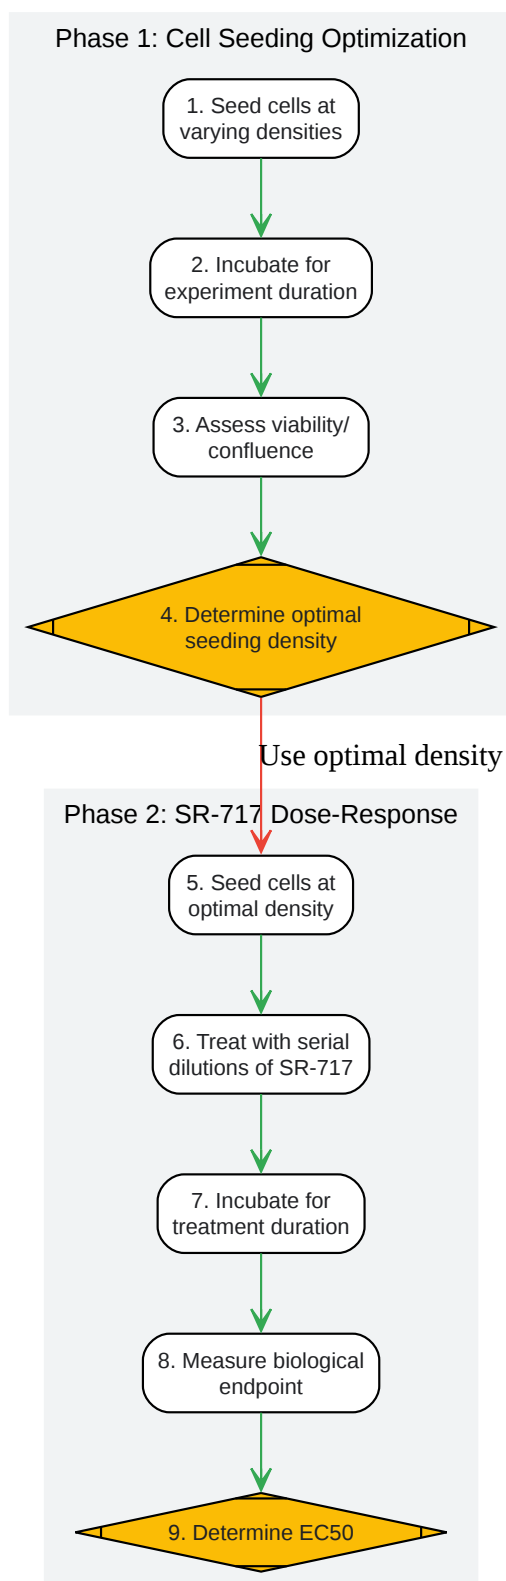 Phase 1: Cell Seeding Optimization
1. Seed cells at
varying densities
2. Incubate for
experiment duration
3. Assess viability/
confluence
4. Determine optimal
seeding density
Use optimal density
Phase 2: SR-717 Dose-Response
5. Seed cells at
optimal density
6. Treat with serial
dilutions of SR-717
7. Incubate for
treatment duration
8. Measure biological
endpoint
9. Determine EC50